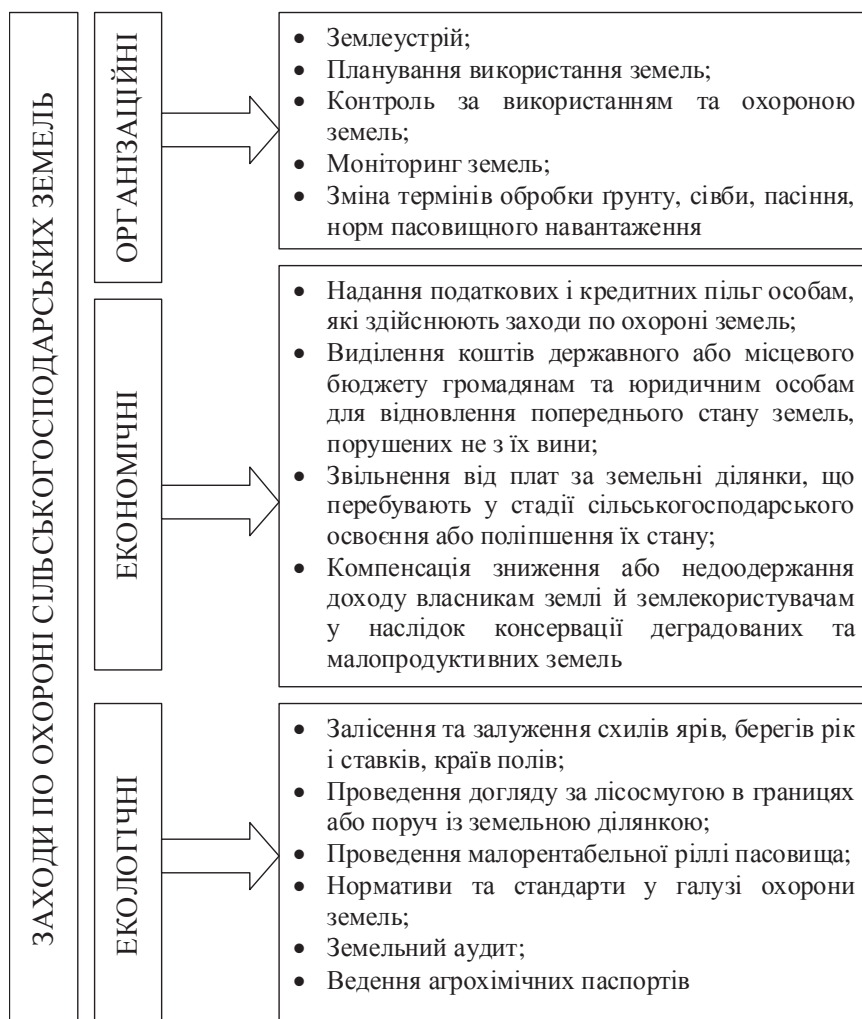 ЗАХОДИ ПО ОХОРОНІ СІЛЬСЬКОГОСПОДАРСЬКИХ ЗЕМЕЛЬ
ОРГАНІЗАЦІЙНІ
• Землеустрій;
• Планування використання земель;
• Контроль за використанням та охороною
земель;
• Моніторинг земель;
• Зміна термінів обробки ґрунту, сівби, пасіння,
норм пасовищного навантаження
ЕКОНОМІЧНІ
• Надання податкових і кредитних пільг особам,
які здійснюють заходи по охороні земель;
• Виділення коштів державного або місцевого
бюджету громадянам та юридичним особам
для відновлення попереднього стану земель,
порушених не з їх вини;
• Звільнення від плат за земельні ділянки, що
перебувають у стадії сільськогосподарського
освоєння або поліпшення їх стану;
• Компенсація зниження або недоодержання
доходу власникам землі й землекористувачам
у наслідок консервації деградованих та
малопродуктивних земель
ЕКОЛОГІЧНІ
• Залісення та залуження схилів ярів, берегів рік
і ставків, країв полів;
• Проведення догляду за лісосмугою в границях
або поруч із земельною ділянкою;
• Проведення малорентабельної ріллі пасовища;
• Нормативи та стандарти у галузі охорони
земель;
• Земельний аудит;
• Ведення агрохімічних паспортів